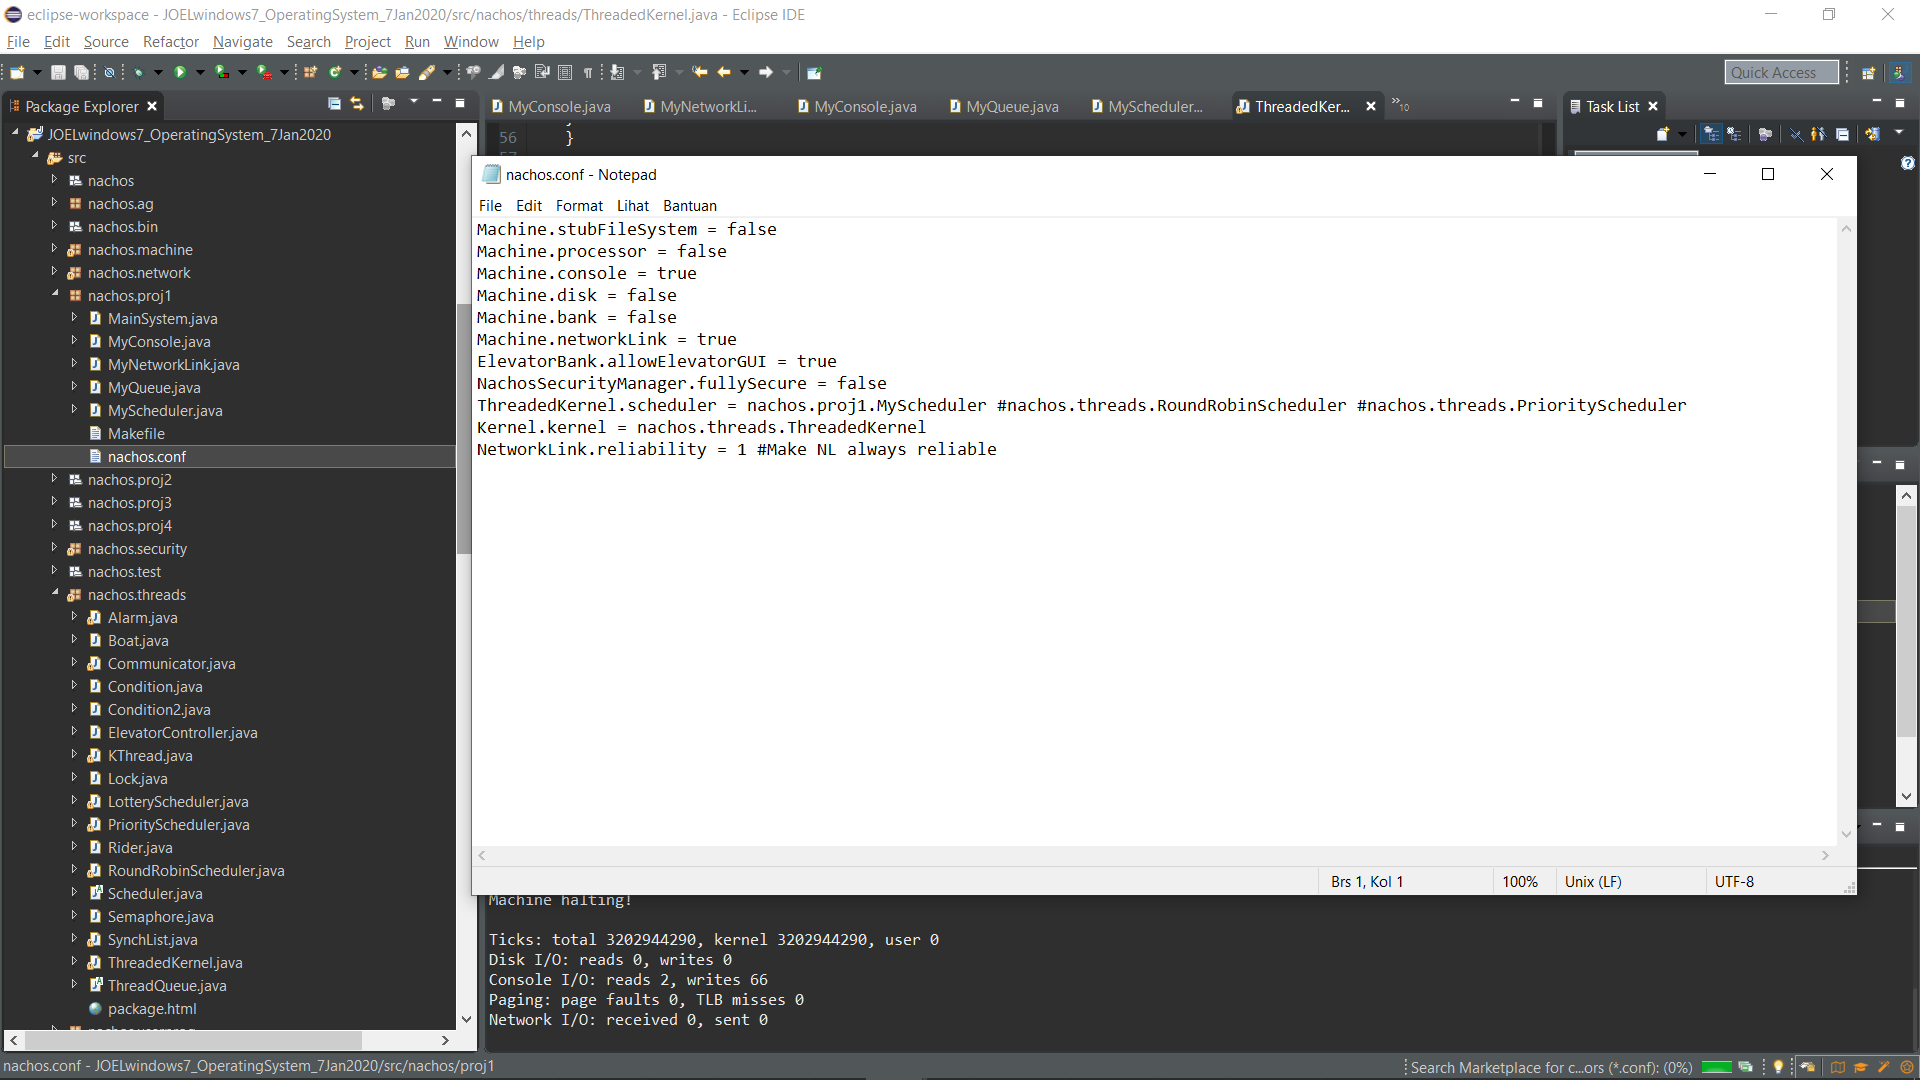 eclipse-workspace - JOELwindows7_OperatingSystem_7Jan2020/src/nachos/threads/ThreadedKernel.java - Eclipse IDE
File Edit Source Refactor Navigate Search Project Run Window Help
Quick Access
Package Explorer
MyConsole.java MyNetworkLi... MyConsole.java MyQueue.java MyScheduler... ThreadedKer... »10
Task List
JOELwindows7_OperatingSystem_7Jan2020
src
nachos
nachos.ag
nachos.bin
nachos.machine
nachos.network
nachos.proj1
MainSystem.java
MyConsole.java
MyNetworkLink.java
MyQueue.java
MyScheduler.java
Makefile
nachos.conf
nachos.proj2
nachos.proj3
nachos.proj4
nachos.security
nachos.test
nachos.threads
Alarm.java
Boat.java
Communicator.java
Condition.java
Condition2.java
ElevatorController.java
KThread.java
Lock.java
LotteryScheduler.java
PriorityScheduler.java
Rider.java
RoundRobinScheduler.java
Scheduler.java
Semaphore.java
SynchList.java
ThreadedKernel.java
ThreadQueue.java
package.html
56 }
nachos.conf - Notepad
File Edit Format Lihat Bantuan
Machine.stubFileSystem = false
Machine.processor = false
Machine.console = true
Machine.disk = false
Machine.bank = false
Machine.networkLink = true
ElevatorBank.allowElevatorGUI = true
NachosSecurityManager.fullySecure = false
ThreadedKernel.scheduler = nachos.proj1.MyScheduler #nachos.threads.RoundRobinScheduler #nachos.threads.PriorityScheduler
Kernel.kernel = nachos.threads.ThreadedKernel
NetworkLink.reliability = 1 #Make NL always reliable
Brs 1, Kol 1 100% Unix (LF) UTF-8
Machine halting!
Ticks: total 3202944290, kernel 3202944290, user 0
Disk I/O: reads 0, writes 0
Console I/O: reads 2, writes 66
Paging: page faults 0, TLB misses 0
Network I/O: received 0, sent 0
nachos.conf - JOELwindows7_OperatingSystem_7Jan2020/src/nachos/proj1
Search Marketplace for c...ors (*.conf): (0%)